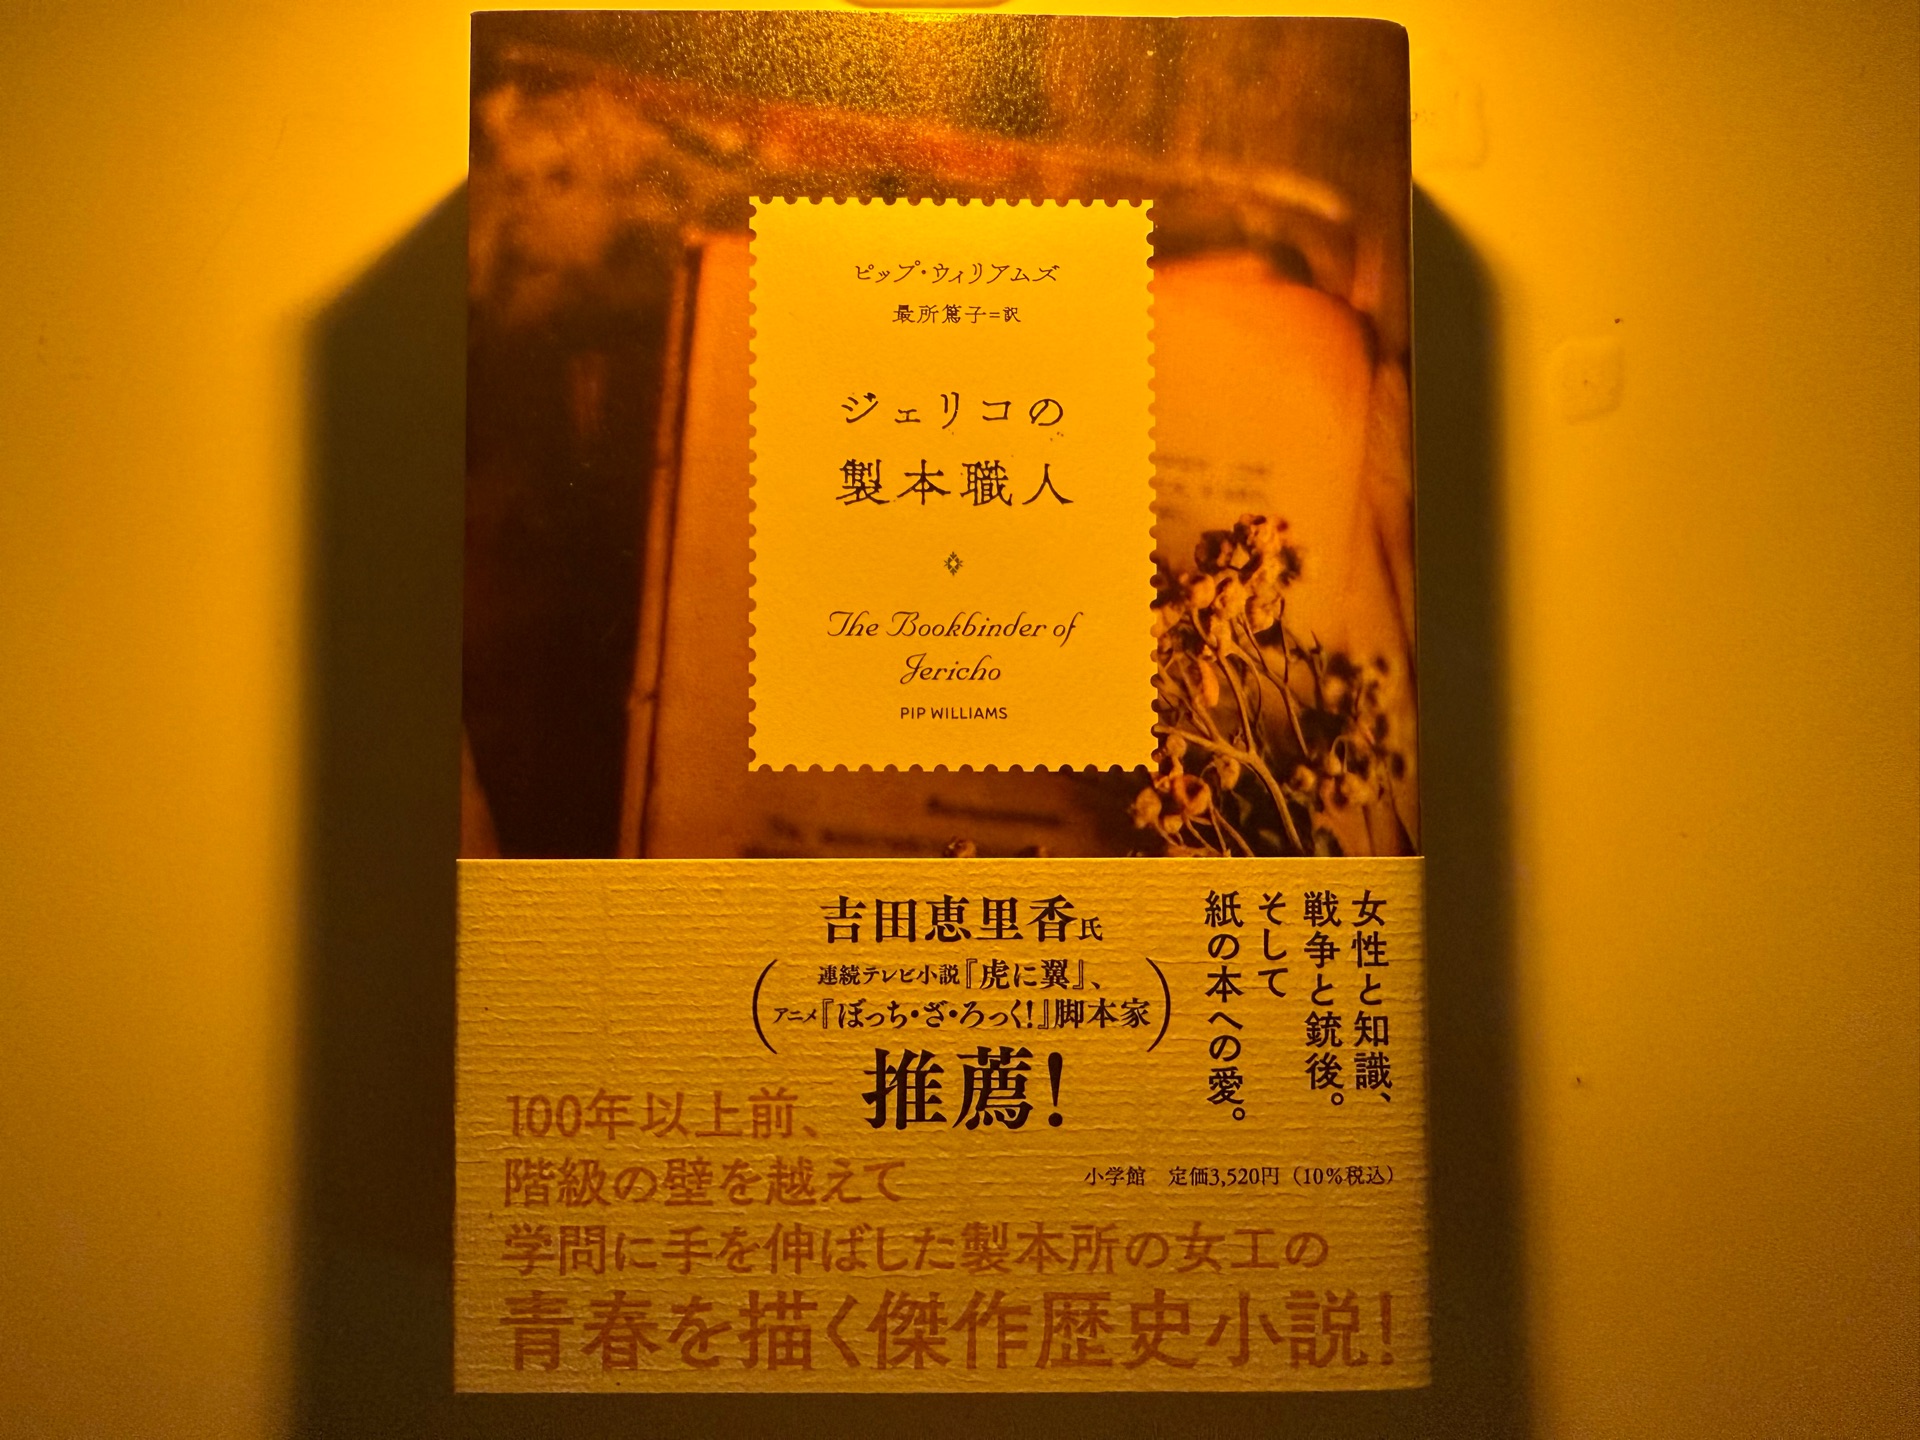 ピップ・ウィリアムズ
最所篤子=訳
ジェリコの
製本職人
The Bookbinder of
Jericho
PIP WILLIAMS
女性と知識、
戦争と銃後。
そして
紙の本への愛。
吉田恵里香氏
(連続テレビ小説『虎に翼』、
アニメ『ぼっち・ざ・ろっく!』脚本家)
推薦!
小学館 定価3,520円(10%税込)
100年以上前、
階級の壁を越えて
学問に手を伸ばした製本所の女工の
青春を描く傑作歴史小説!